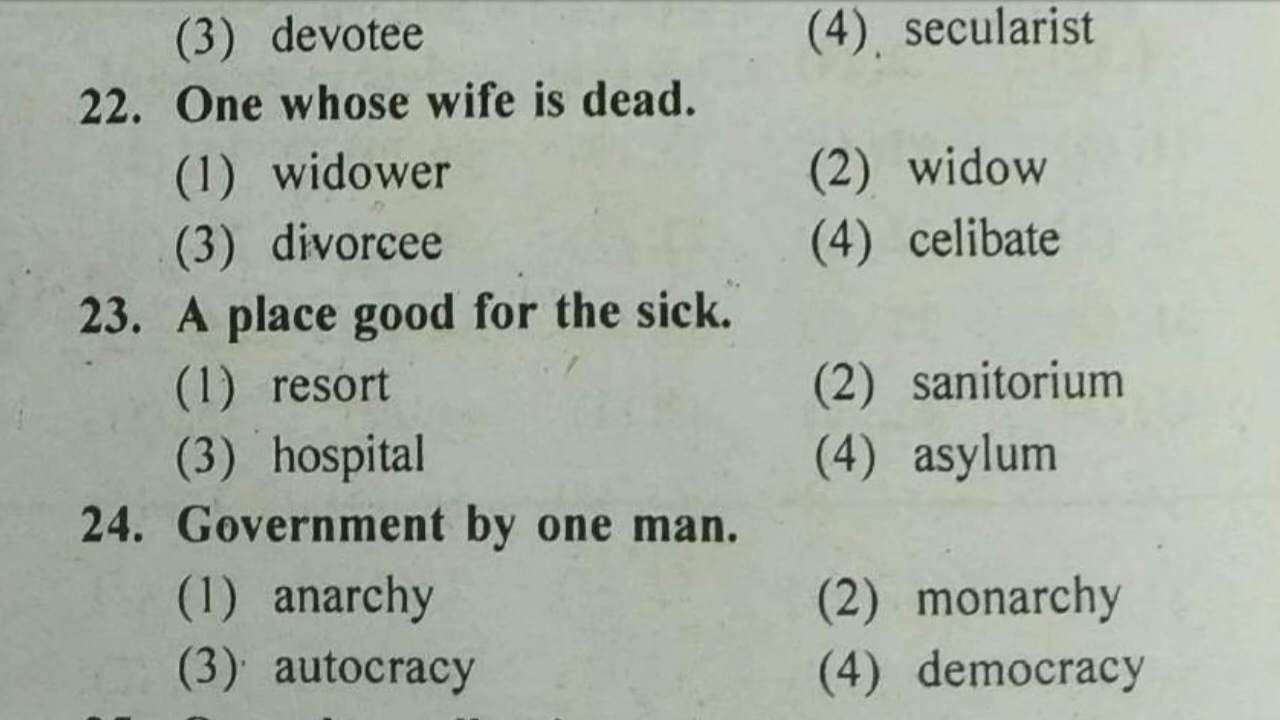 (3) devotee (4) secularist
22. One whose wife is dead.
(1) widower (2) widow
(3) divorcee (4) celibate
23. A place good for the sick.
(1) resort (2) sanitorium
(3) hospital (4) asylum
24. Government by one man.
(1) anarchy (2) monarchy
(3) autocracy (4) democracy